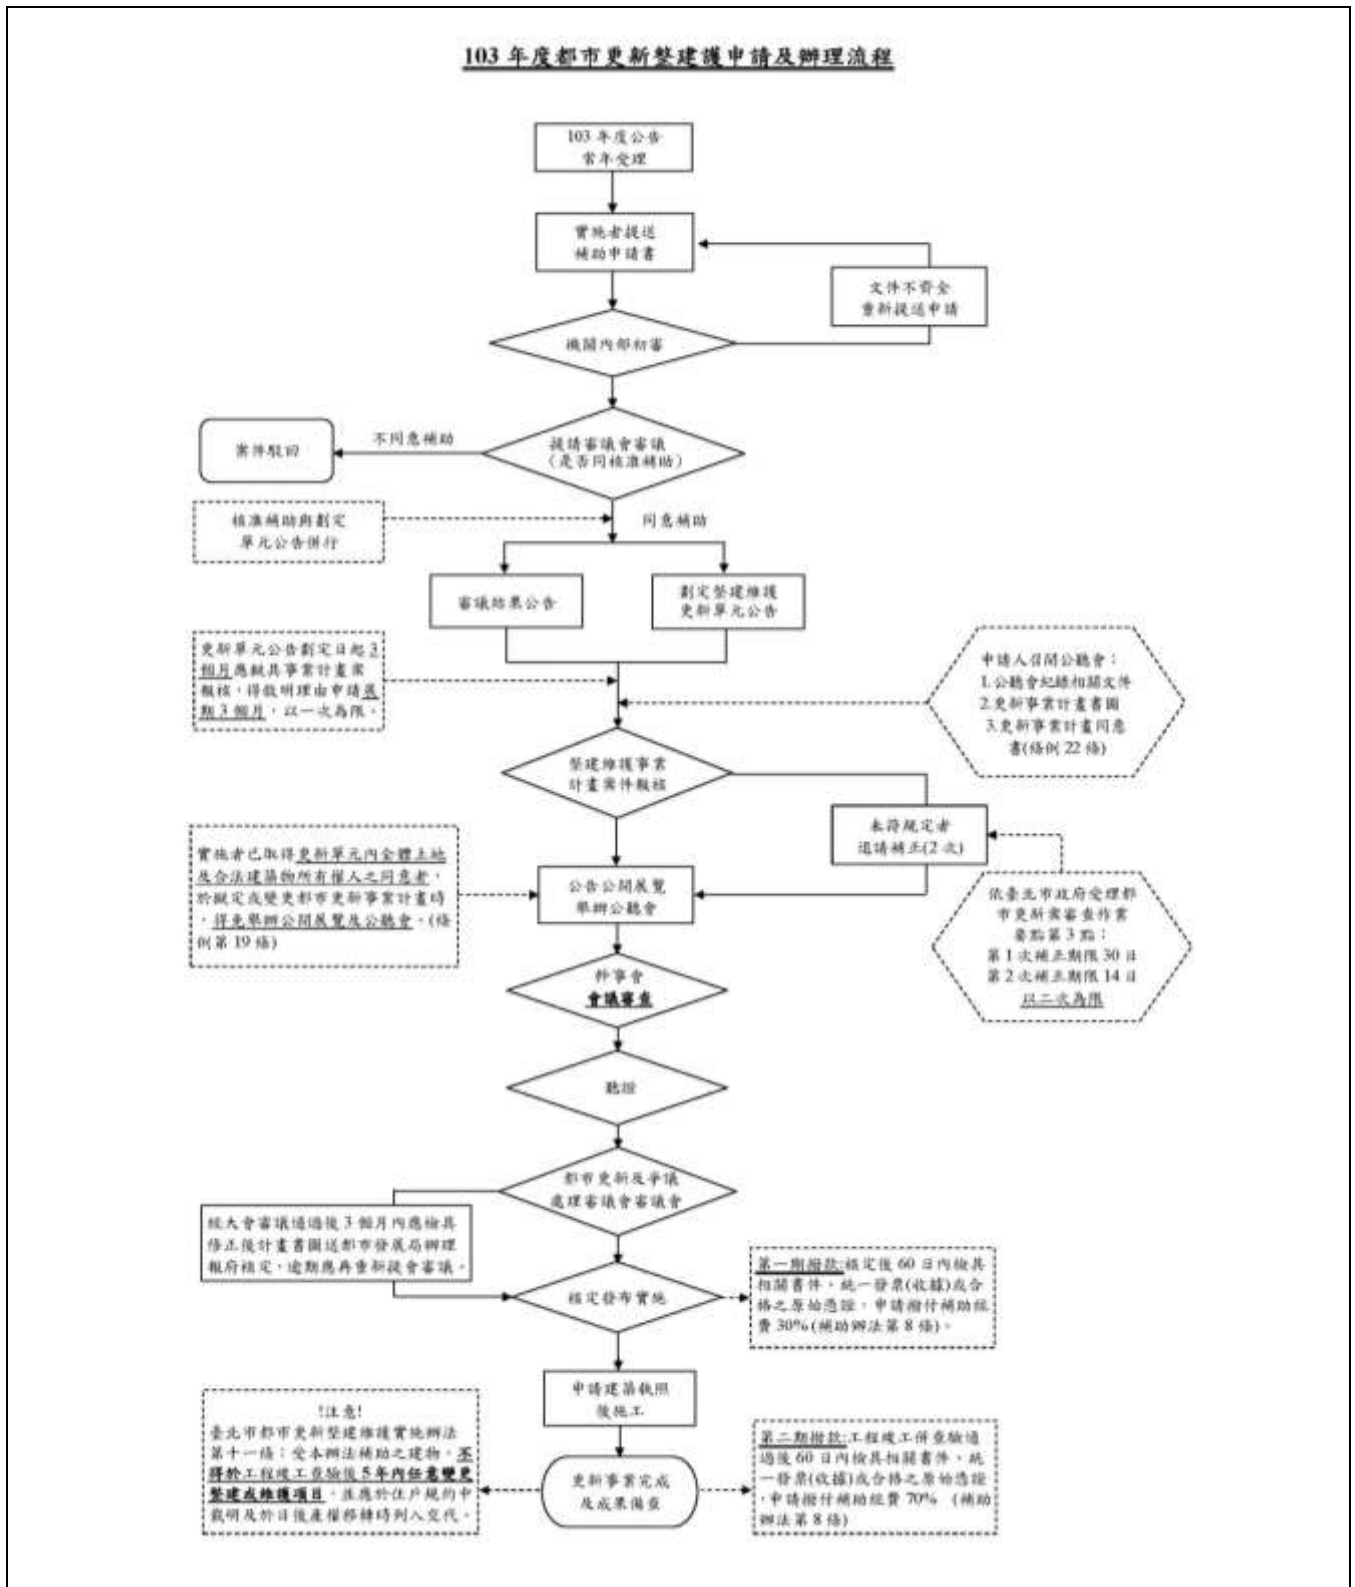 103 年度都市更新整建護申請及辦理流程
103 年度公告
常年受理
實施者提送
補助申請書
文件不齊全
重新提送申請
機關內部初審
提請審議會審議
（是否同核准補助）
不同意補助
案件駁回
核准補助與劃定
單元公告併行
同意補助
審議結果公告
劃定整建維護
更新單元公告
更新單元公告劃定日起 3
個月應擬具事業計畫案
報核，得敘明理由申請展
期 3 個月，以一次為限。
申請人召開公聽會：
1.公聽會紀錄相關文件
2.更新事業計畫書圖
3.更新事業計畫同意
書(條例 22 條)
整建維護事業
計畫案件報核
未符規定者
退請補正(2 次)
實施者已取得更新單元內全體土地
及合法建築物所有權人之同意者，
於擬定或變更都市更新事業計畫時
，得免舉辦公開展覽及公聽會。(條
例第 19 條)
公告公開展覽
舉辦公聽會
依臺北市政府受理都
市更新案審查作業
要點第 3 點：
第 1 次補正期限 30 日
第 2 次補正期限 14 日
以二次為限
幹事會
會議審查
聽證
都市更新及爭議
處理審議會審議會
經大會審議通過後 3 個月內應檢具
修正後計畫書圖送都市發展局辦理
報府核定，逾期應再重新提會審議。
核定發布實施
第一期撥款:核定後 60 日內檢具
相關書件、統一發票(收據)或合
格之原始憑證，申請撥付補助經
費 30%(補助辦法第 8 條)。
申請建築執照
後施工
!注意!
臺北市都市更新整建維護實施辦法
第十一條：受本辦法補助之建物，不
得於工程竣工查驗後 5 年內任意變更
整建或維護項目，並應於住戶規約中
載明及於日後產權移轉時列入交代。
更新事業完成
及成果備查
第二期撥款:工程竣工併查驗通
過後 60 日內檢具相關書件、統
一發票(收據)或合格之原始憑證
，申請撥付補助經費 70% (補助
辦法第 8 條)